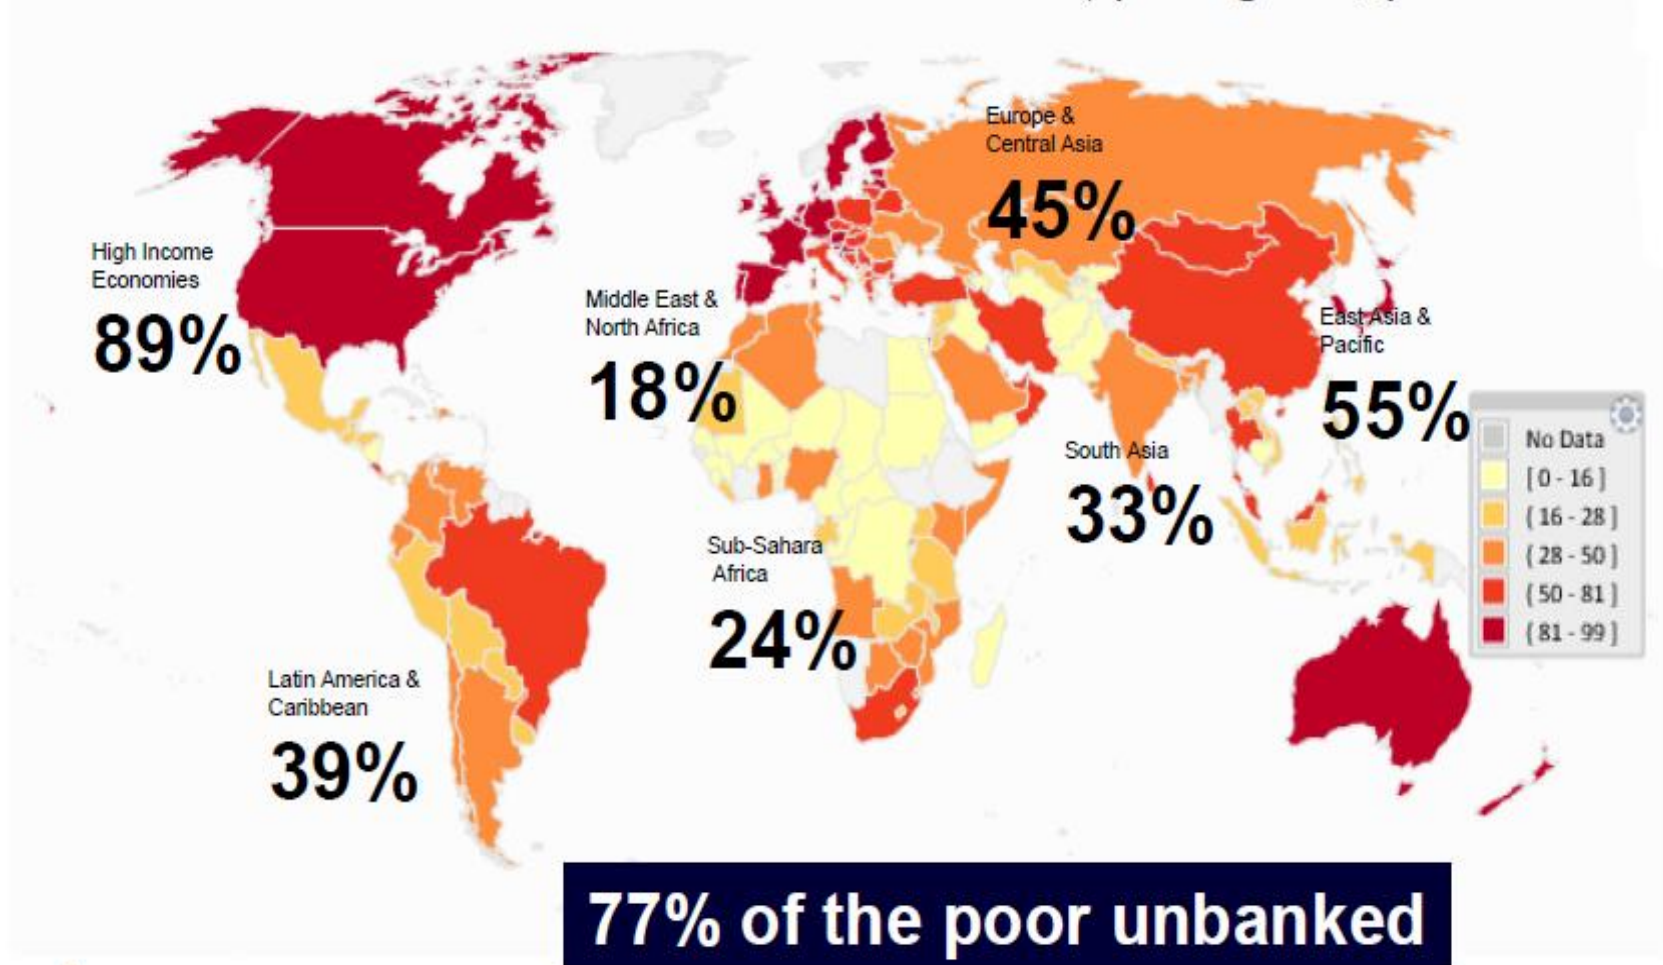 Europe &
Central Asia
45%
High Income
Economies
89%
Middle East &
North Africa
18%
East Asia &
Pacific
55%
South Asia
33%
Sub-Sahara
Africa
24%
Latin America &
Caribbean
39%
No Data
[ 0 - 16 ]
( 16 - 28 ]
( 28 - 50 ]
( 50 - 81 ]
( 81 - 99 ]
77% of the poor unbanked